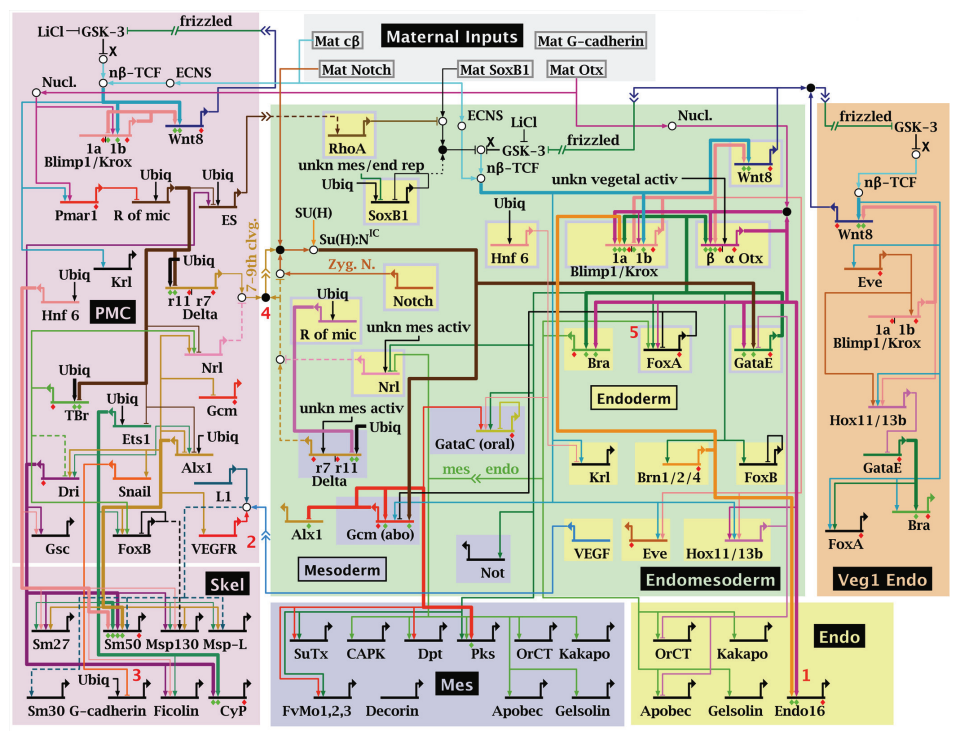 Maternal Inputs
Mat cβ
Mat G-cadherin
Mat Notch
Mat SoxB1
Mat Otx
LiCl
GSK-3
frizzled
X
nβ-TCF
ECNS
Nucl.
Wnt8
1a 1b
Blimp1/Krox
Ubiq
Ubiq
Pmar1
R of mic
ES
Krl
Ubiq
Ubiq
Hnf 6
PMC
r11 r7
Delta
Nrl
Ubiq
TBr
Gcm
Ubiq
Ubiq
Ets1
Alx1
L1
Dri
Snail
Gsc
FoxB
VEGFR
2
Skel
Sm27
Sm50
Msp130
Msp-L
Ubiq
3
Sm30
G-cadherin
Ficolin
CyP
7-9th clvg.
4
RhoA
ECNS
LiCl
X
GSK-3
frizzled
nβ-TCF
Nucl.
unkn mes/end rep
Ubiq
SoxB1
unkn vegetal activ
Wnt8
SU(H)
Su(H):N^IC
Ubiq
Hnf 6
1a 1b
Blimp1/Krox
β α Otx
Zyg. N.
Notch
Ubiq
R of mic
unkn mes activ
Nrl
5
Bra
FoxA
GataE
Endoderm
unkn mes activ
Ubiq
r7 r11
Delta
GataC (oral)
mes
endo
Krl
Brn1/2/4
FoxB
Alx1
Gcm (abo)
Not
VEGF
Eve
Hox11/13b
Mesoderm
Endomesoderm
frizzled
GSK-3
X
nβ-TCF
Wnt8
Eve
1a 1b
Blimp1/Krox
Hox11/13b
GataE
Bra
FoxA
Veg1 Endo
SuTx
CAPK
Dpt
Pks
OrCT
Kakapo
Mes
FvMo1,2,3
Decorin
Apobec
Gelsolin
OrCT
Kakapo
Endo
1
Apobec
Gelsolin
Endo16